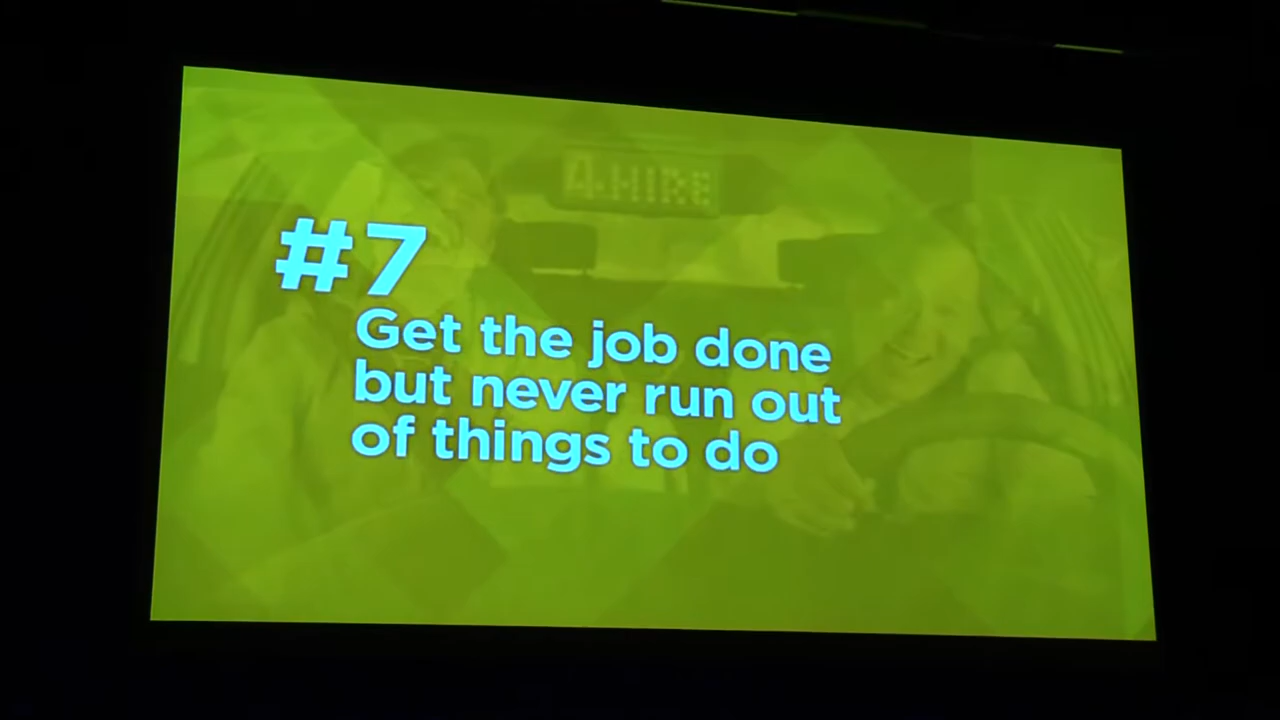 4.HIRE
#7
Get the job done
but never run out
of things to do